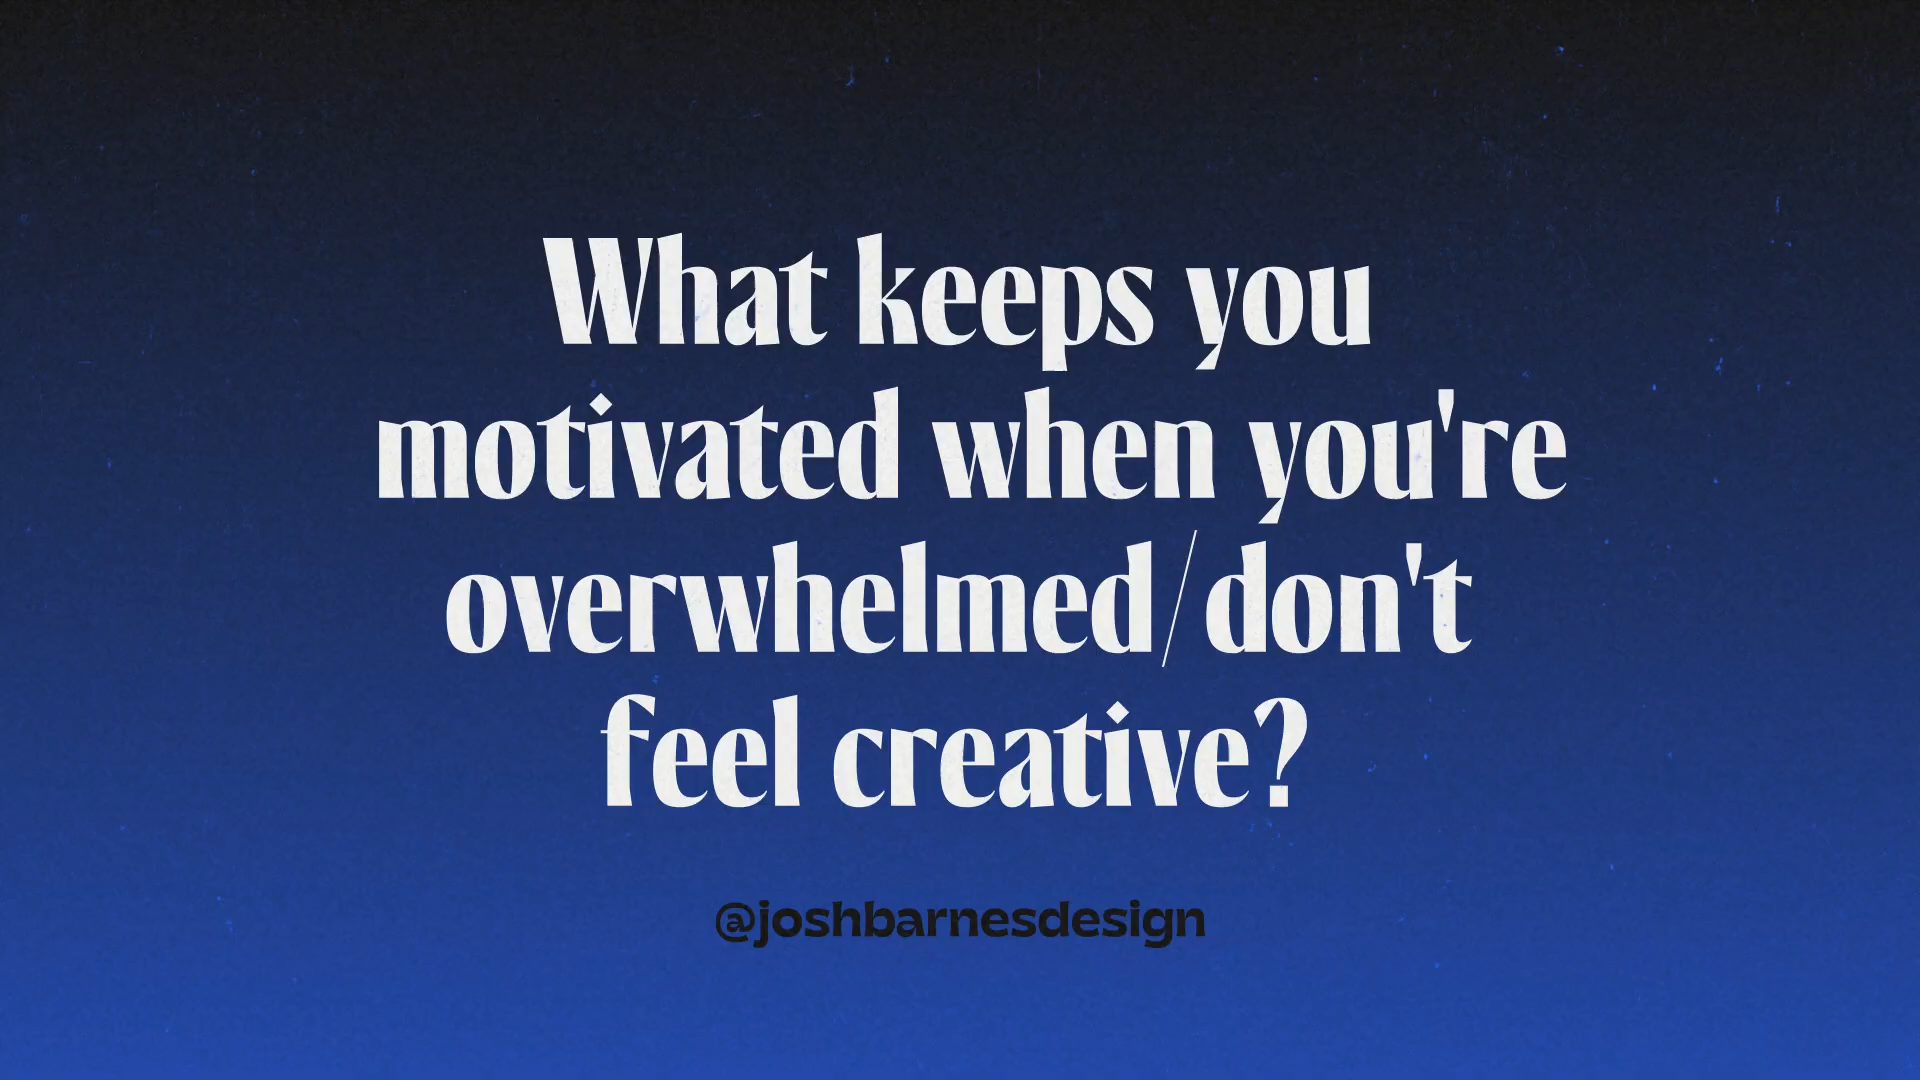 What keeps you
motivated when you're
overwhelmed/don't
feel creative?
@joshbarnesdesign